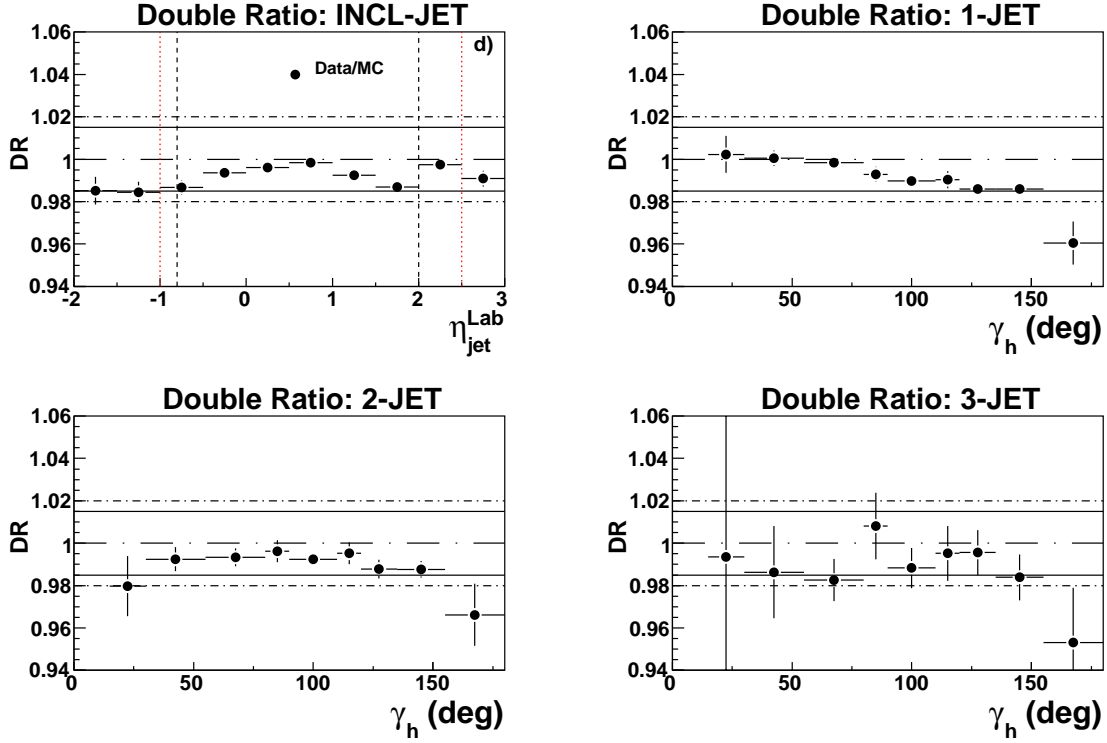 Double Ratio: INCL-JET
DR
1.06
1.04
1.02
1
0.98
0.96
0.94
d)
Data/MC
-2 -1 0 1 2 3
η jet Lab
Double Ratio: 1-JET
DR
1.06
1.04
1.02
1
0.98
0.96
0.94
0 50 100 150
γ h (deg)
Double Ratio: 2-JET
DR
1.06
1.04
1.02
1
0.98
0.96
0.94
0 50 100 150
γ h (deg)
Double Ratio: 3-JET
DR
1.06
1.04
1.02
1
0.98
0.96
0.94
0 50 100 150
γ h (deg)